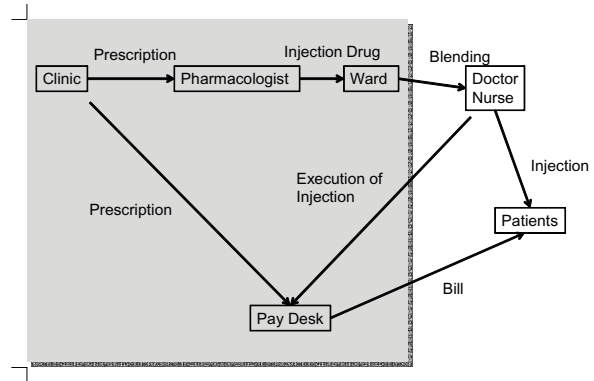 Prescription
Injection Drug
Blending
Clinic
Pharmacologist
Ward
Doctor
Nurse
Execution of
Injection
Injection
Prescription
Patients
Bill
Pay Desk